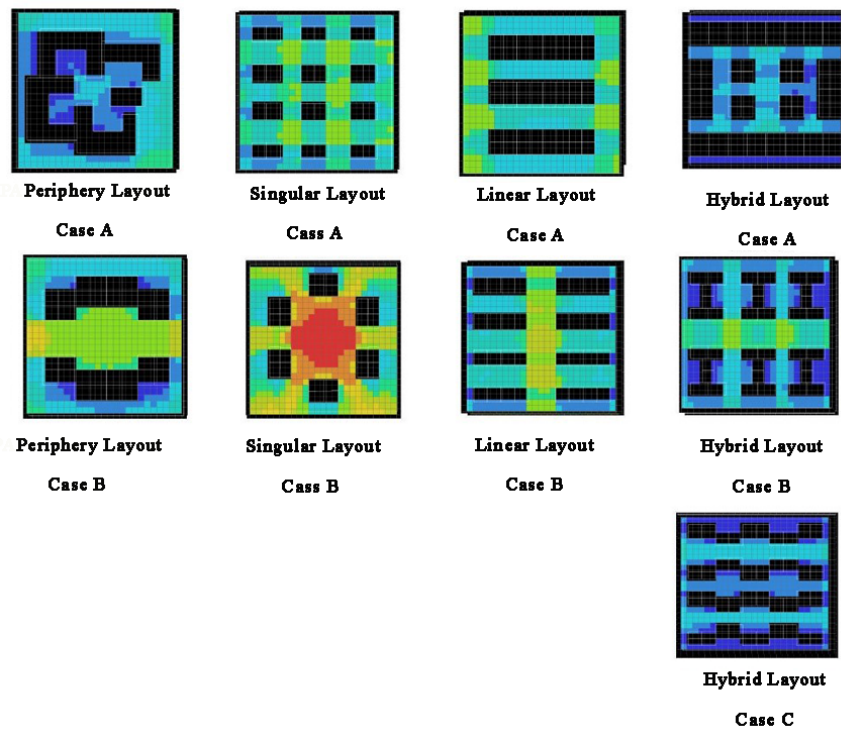 Periphery Layout
Case A
Singular Layout
Cass A
Linear Layout
Case A
Hybrid Layout
Case A
Periphery Layout
Case B
Singular Layout
Cass B
Linear Layout
Case B
Hybrid Layout
Case B
Hybrid Layout
Case C